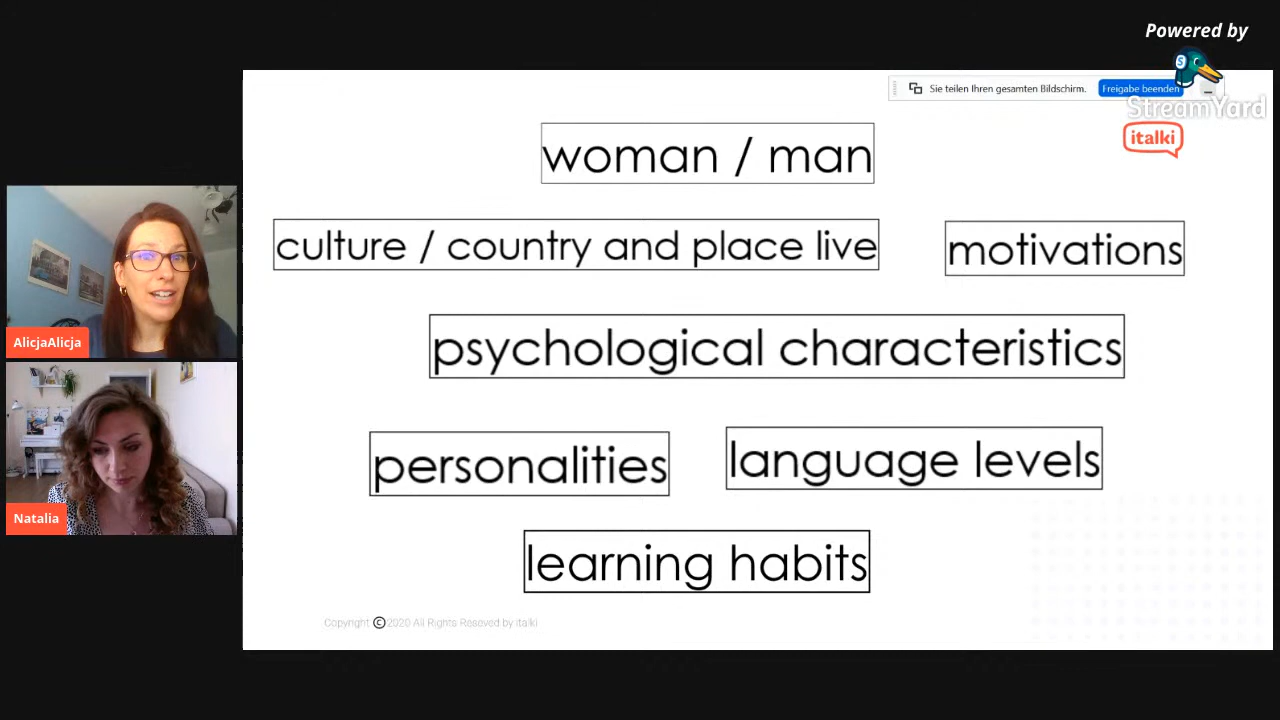 Powered by
StreamYard
Sie teilen Ihren gesamten Bildschirm. Freigabe beenden
italki
woman / man
culture / country and place live
motivations
psychological characteristics
personalities
language levels
learning habits
AlicjaAlicja
Natalia
Copyright © 2020 All Rights Reseved by italki